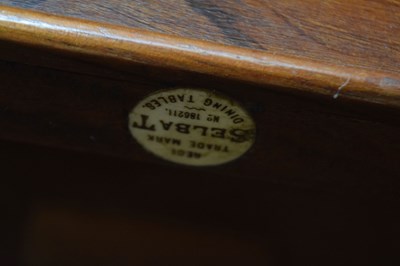 REGD.
TRADE MARK
SELBAT
No 186211.
DINING TABLES.